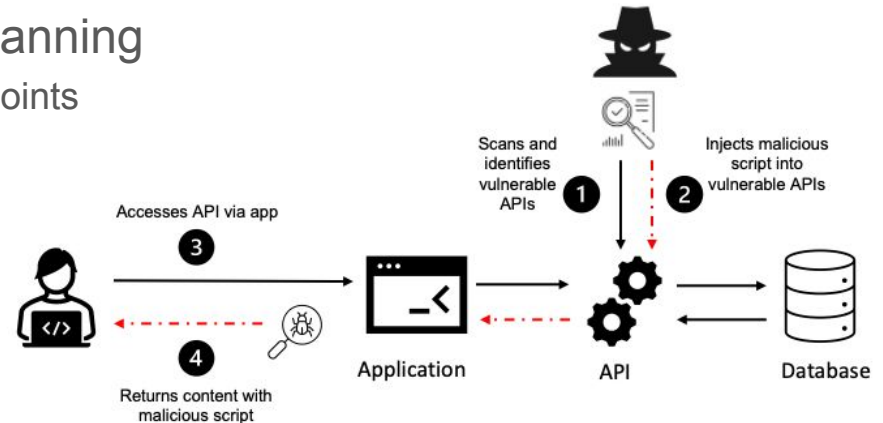 anning
oints
Scans and
identifies
vulnerable
APIs
1
2
Injects malicious
script into
vulnerable APIs
Accesses API via app
3
</>
_<
4
Returns content with
malicious script
Application
API
Database